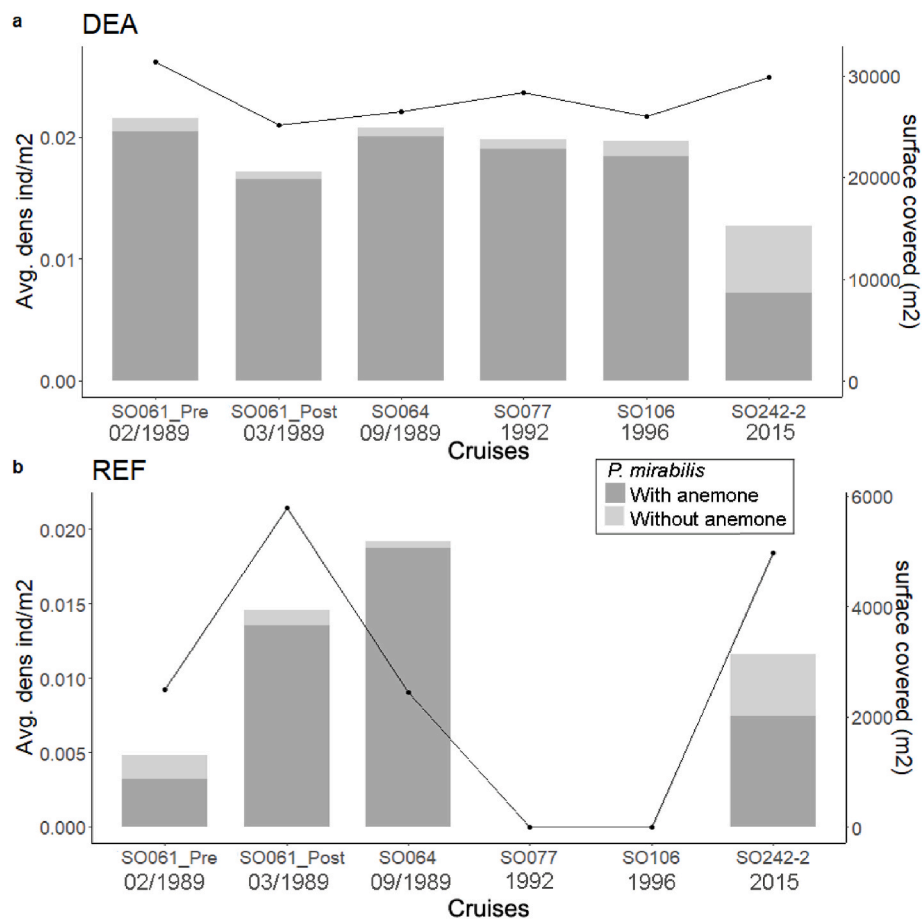 a
DEA
Avg. dens ind/m2
0.02
0.01
0.00
30000
20000
10000
0
surface covered (m2)
SO061_Pre SO061_Post SO064 SO077 SO106 SO242-2
02/1989 03/1989 09/1989 1992 1996 2015
Cruises
b
REF
P. mirabilis
With anemone
Without anemone
Avg. dens ind/m2
0.020
0.015
0.010
0.005
0.000
6000
4000
2000
0
surface covered (m2)
SO061_Pre SO061_Post SO064 SO077 SO106 SO242-2
02/1989 03/1989 09/1989 1992 1996 2015
Cruises